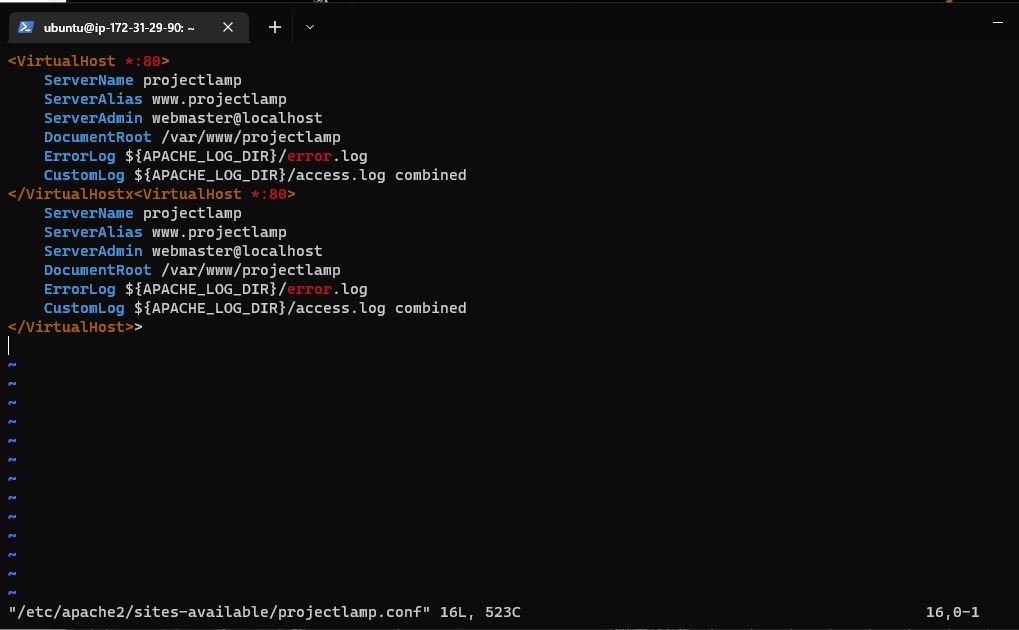 ubuntu@ip-172-31-29-90: ~
<VirtualHost *:80>
    ServerName projectlamp
    ServerAlias www.projectlamp
    ServerAdmin webmaster@localhost
    DocumentRoot /var/www/projectlamp
    ErrorLog ${APACHE_LOG_DIR}/error.log
    CustomLog ${APACHE_LOG_DIR}/access.log combined
</VirtualHostx<VirtualHost *:80>
    ServerName projectlamp
    ServerAlias www.projectlamp
    ServerAdmin webmaster@localhost
    DocumentRoot /var/www/projectlamp
    ErrorLog ${APACHE_LOG_DIR}/error.log
    CustomLog ${APACHE_LOG_DIR}/access.log combined
</VirtualHost>>
~
~
~
~
~
~
~
~
~
~
~
~
~
"/etc/apache2/sites-available/projectlamp.conf" 16L, 523C 16,0-1